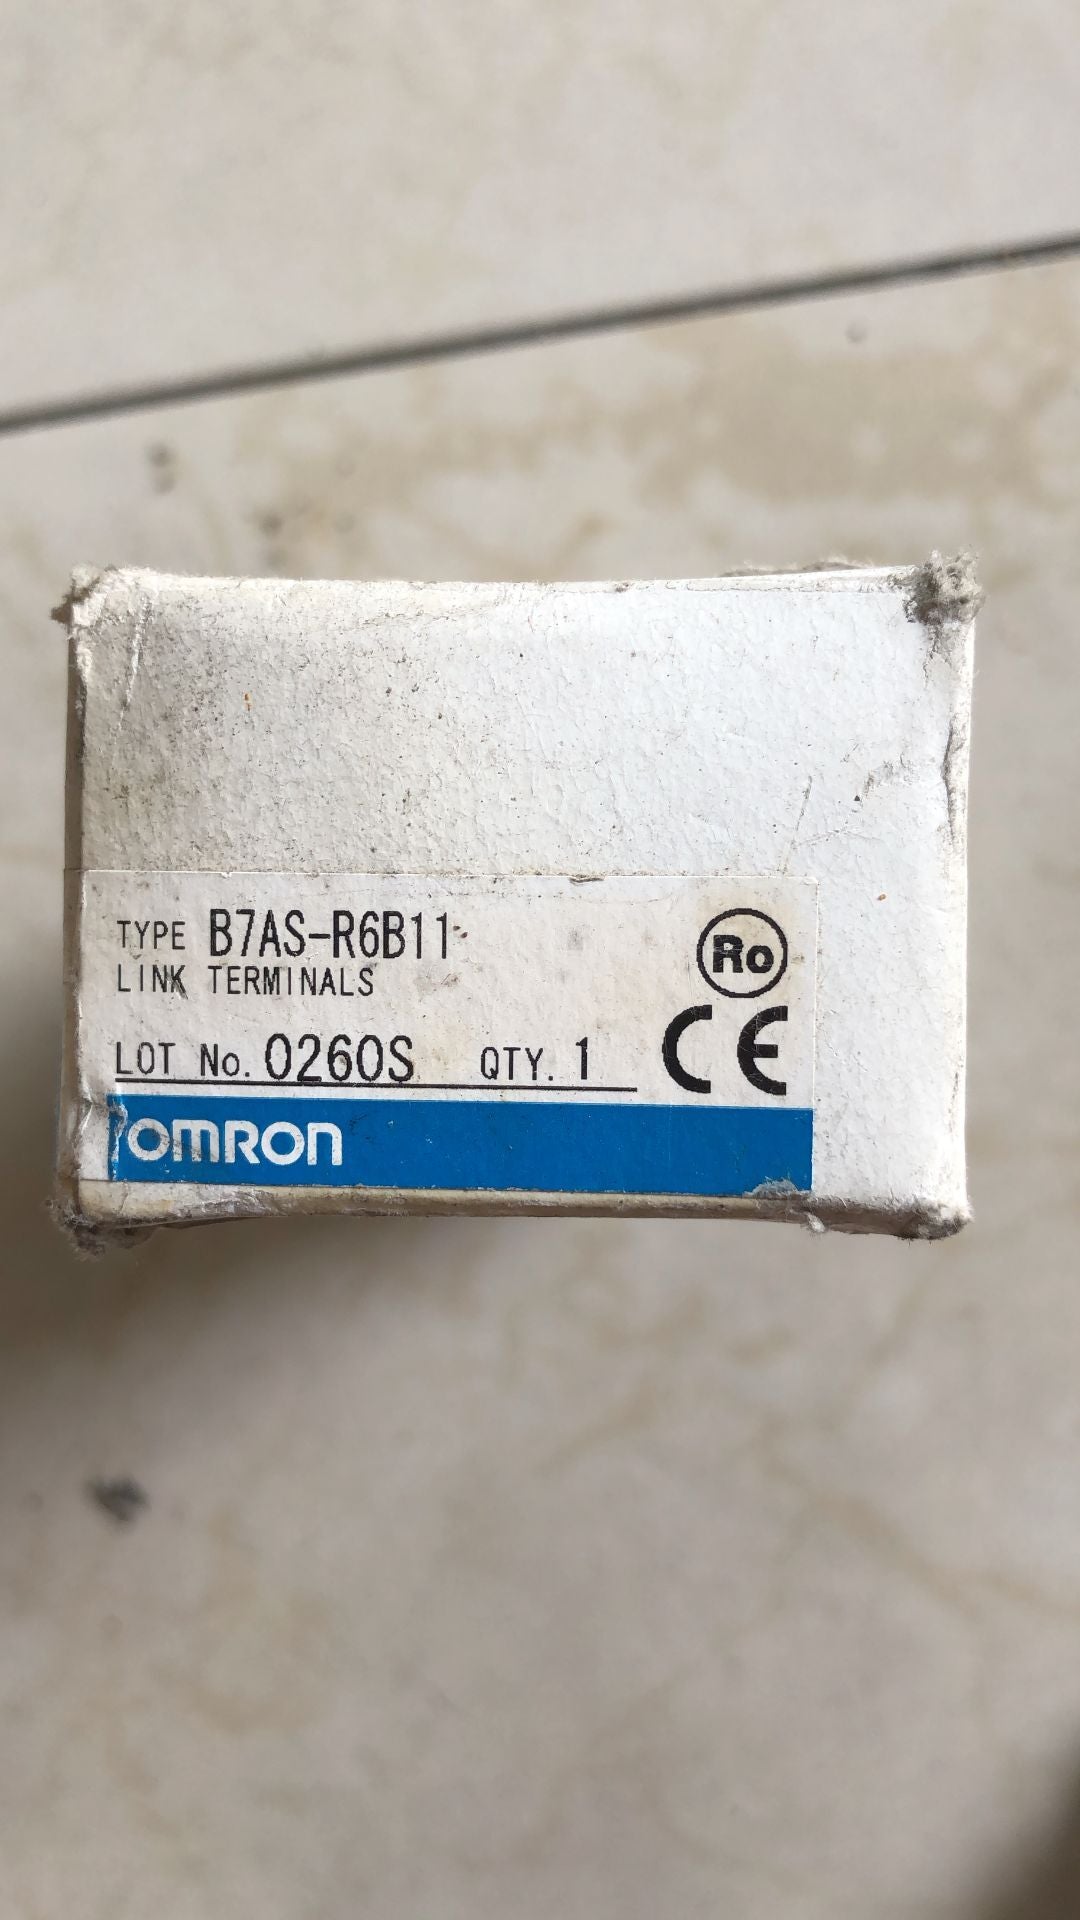 TYPE B7AS-R6B11
LINK TERMINALS
Ro
LOT No. 0260S QTY. 1
CE
OMRON